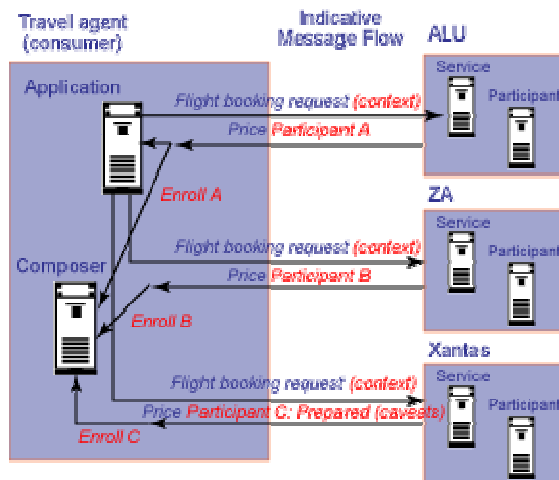 Travel agent
(consumer)
Indicative
Message Flow
ALU
Application
Service
Participant
Flight booking request (context)
Price Participant A
Enroll A
ZA
Service
Participant
Flight booking request (context)
Price Participant B
Composer
Enroll B
Xantas
Service
Participant
Flight booking request (context)
Price Participant C: Prepared (caveats)
Enroll C